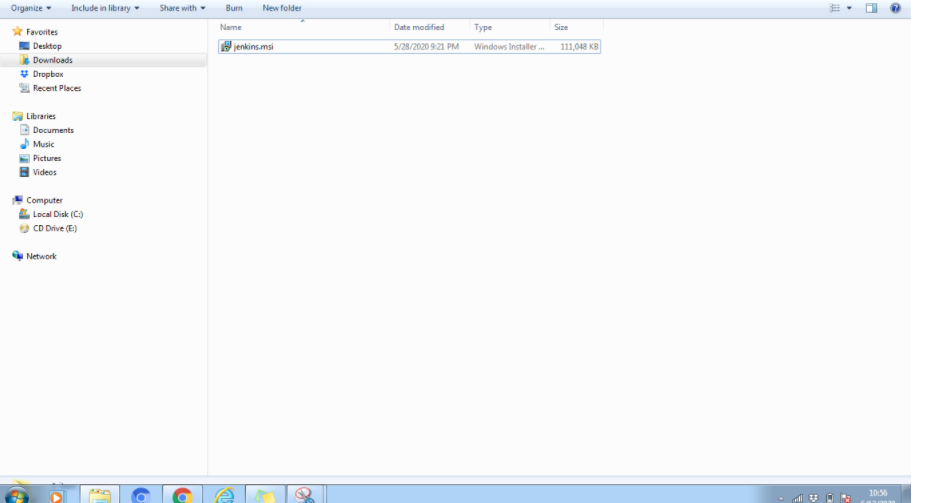 Organize Include in library Share with Burn New folder
Name Date modified Type Size
Favorites
Desktop
Downloads
Dropbox
Recent Places
jenkins.msi 5/28/2020 9:21 PM Windows Installer ... 111,048 KB
Libraries
Documents
Music
Pictures
Videos
Computer
Local Disk (C:)
CD Drive (E:)
Network
10:56